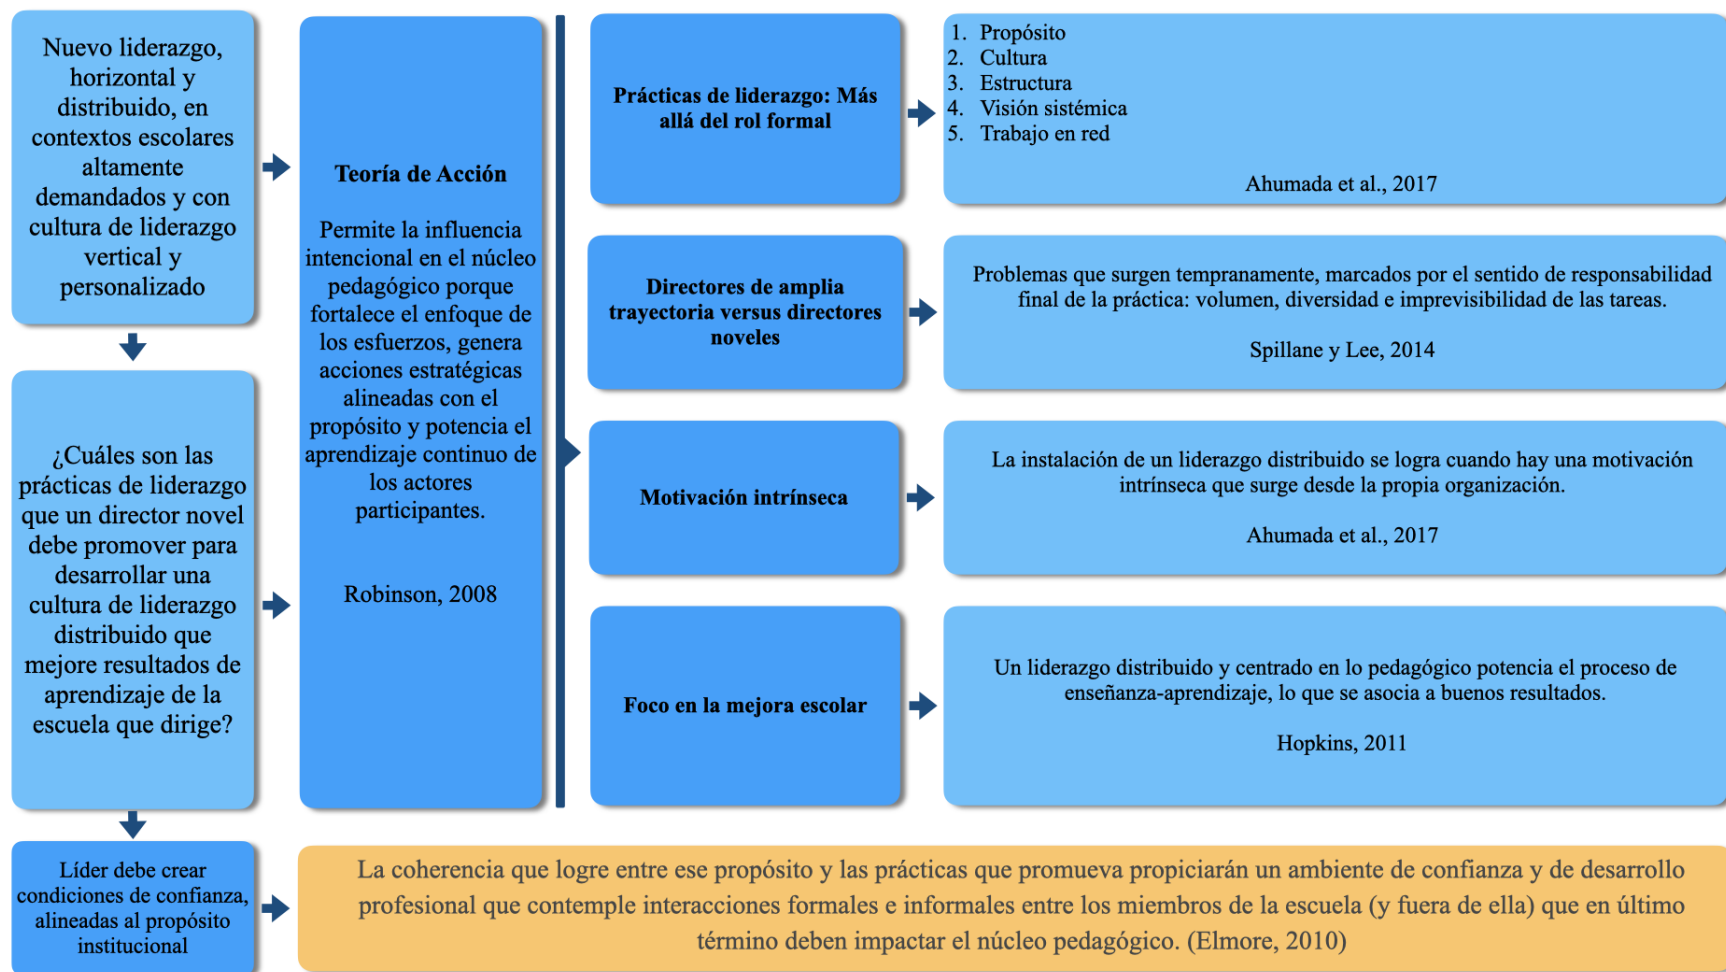 Nuevo liderazgo,
horizontal y
distribuido, en
contextos escolares
altamente
demandados y con
cultura de liderazgo
vertical y
personalizado
¿Cuáles son las
prácticas de liderazgo
que un director novel
debe promover para
desarrollar una
cultura de liderazgo
distribuido que
mejore resultados de
aprendizaje de la
escuela que dirige?
Líder debe crear
condiciones de confianza,
alineadas al propósito
institucional
Teoría de Acción
Permite la influencia
intencional en el núcleo
pedagógico porque
fortalece el enfoque de
los esfuerzos, genera
acciones estratégicas
alineadas con el
propósito y potencia el
aprendizaje continuo de
los actores
participantes.
Robinson, 2008
Prácticas de liderazgo: Más
allá del rol formal
1. Propósito
2. Cultura
3. Estructura
4. Visión sistémica
5. Trabajo en red
Ahumada et al., 2017
Directores de amplia
trayectoria versus directores
noveles
Problemas que surgen tempranamente, marcados por el sentido de responsabilidad
final de la práctica: volumen, diversidad e imprevisibilidad de las tareas.
Spillane y Lee, 2014
Motivación intrínseca
La instalación de un liderazgo distribuido se logra cuando hay una motivación
intrínseca que surge desde la propia organización.
Ahumada et al., 2017
Foco en la mejora escolar
Un liderazgo distribuido y centrado en lo pedagógico potencia el proceso de
enseñanza-aprendizaje, lo que se asocia a buenos resultados.
Hopkins, 2011
La coherencia que logre entre ese propósito y las prácticas que promueva propiciarán un ambiente de confianza y de desarrollo
profesional que contemple interacciones formales e informales entre los miembros de la escuela (y fuera de ella) que en último
término deben impactar el núcleo pedagógico. (Elmore, 2010)